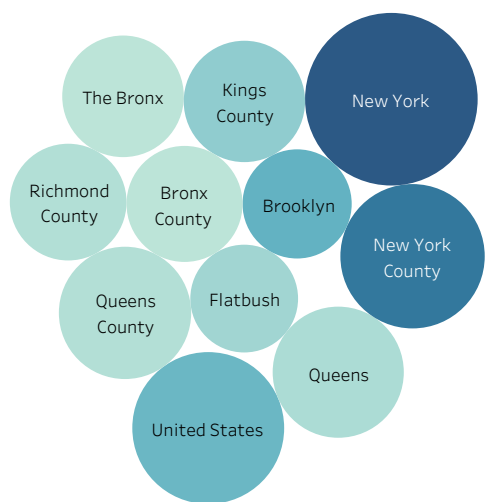 The Bronx
Kings
County
New York
Richmond
County
Bronx
County
Brooklyn
New York
County
Queens
County
Flatbush
Queens
United States